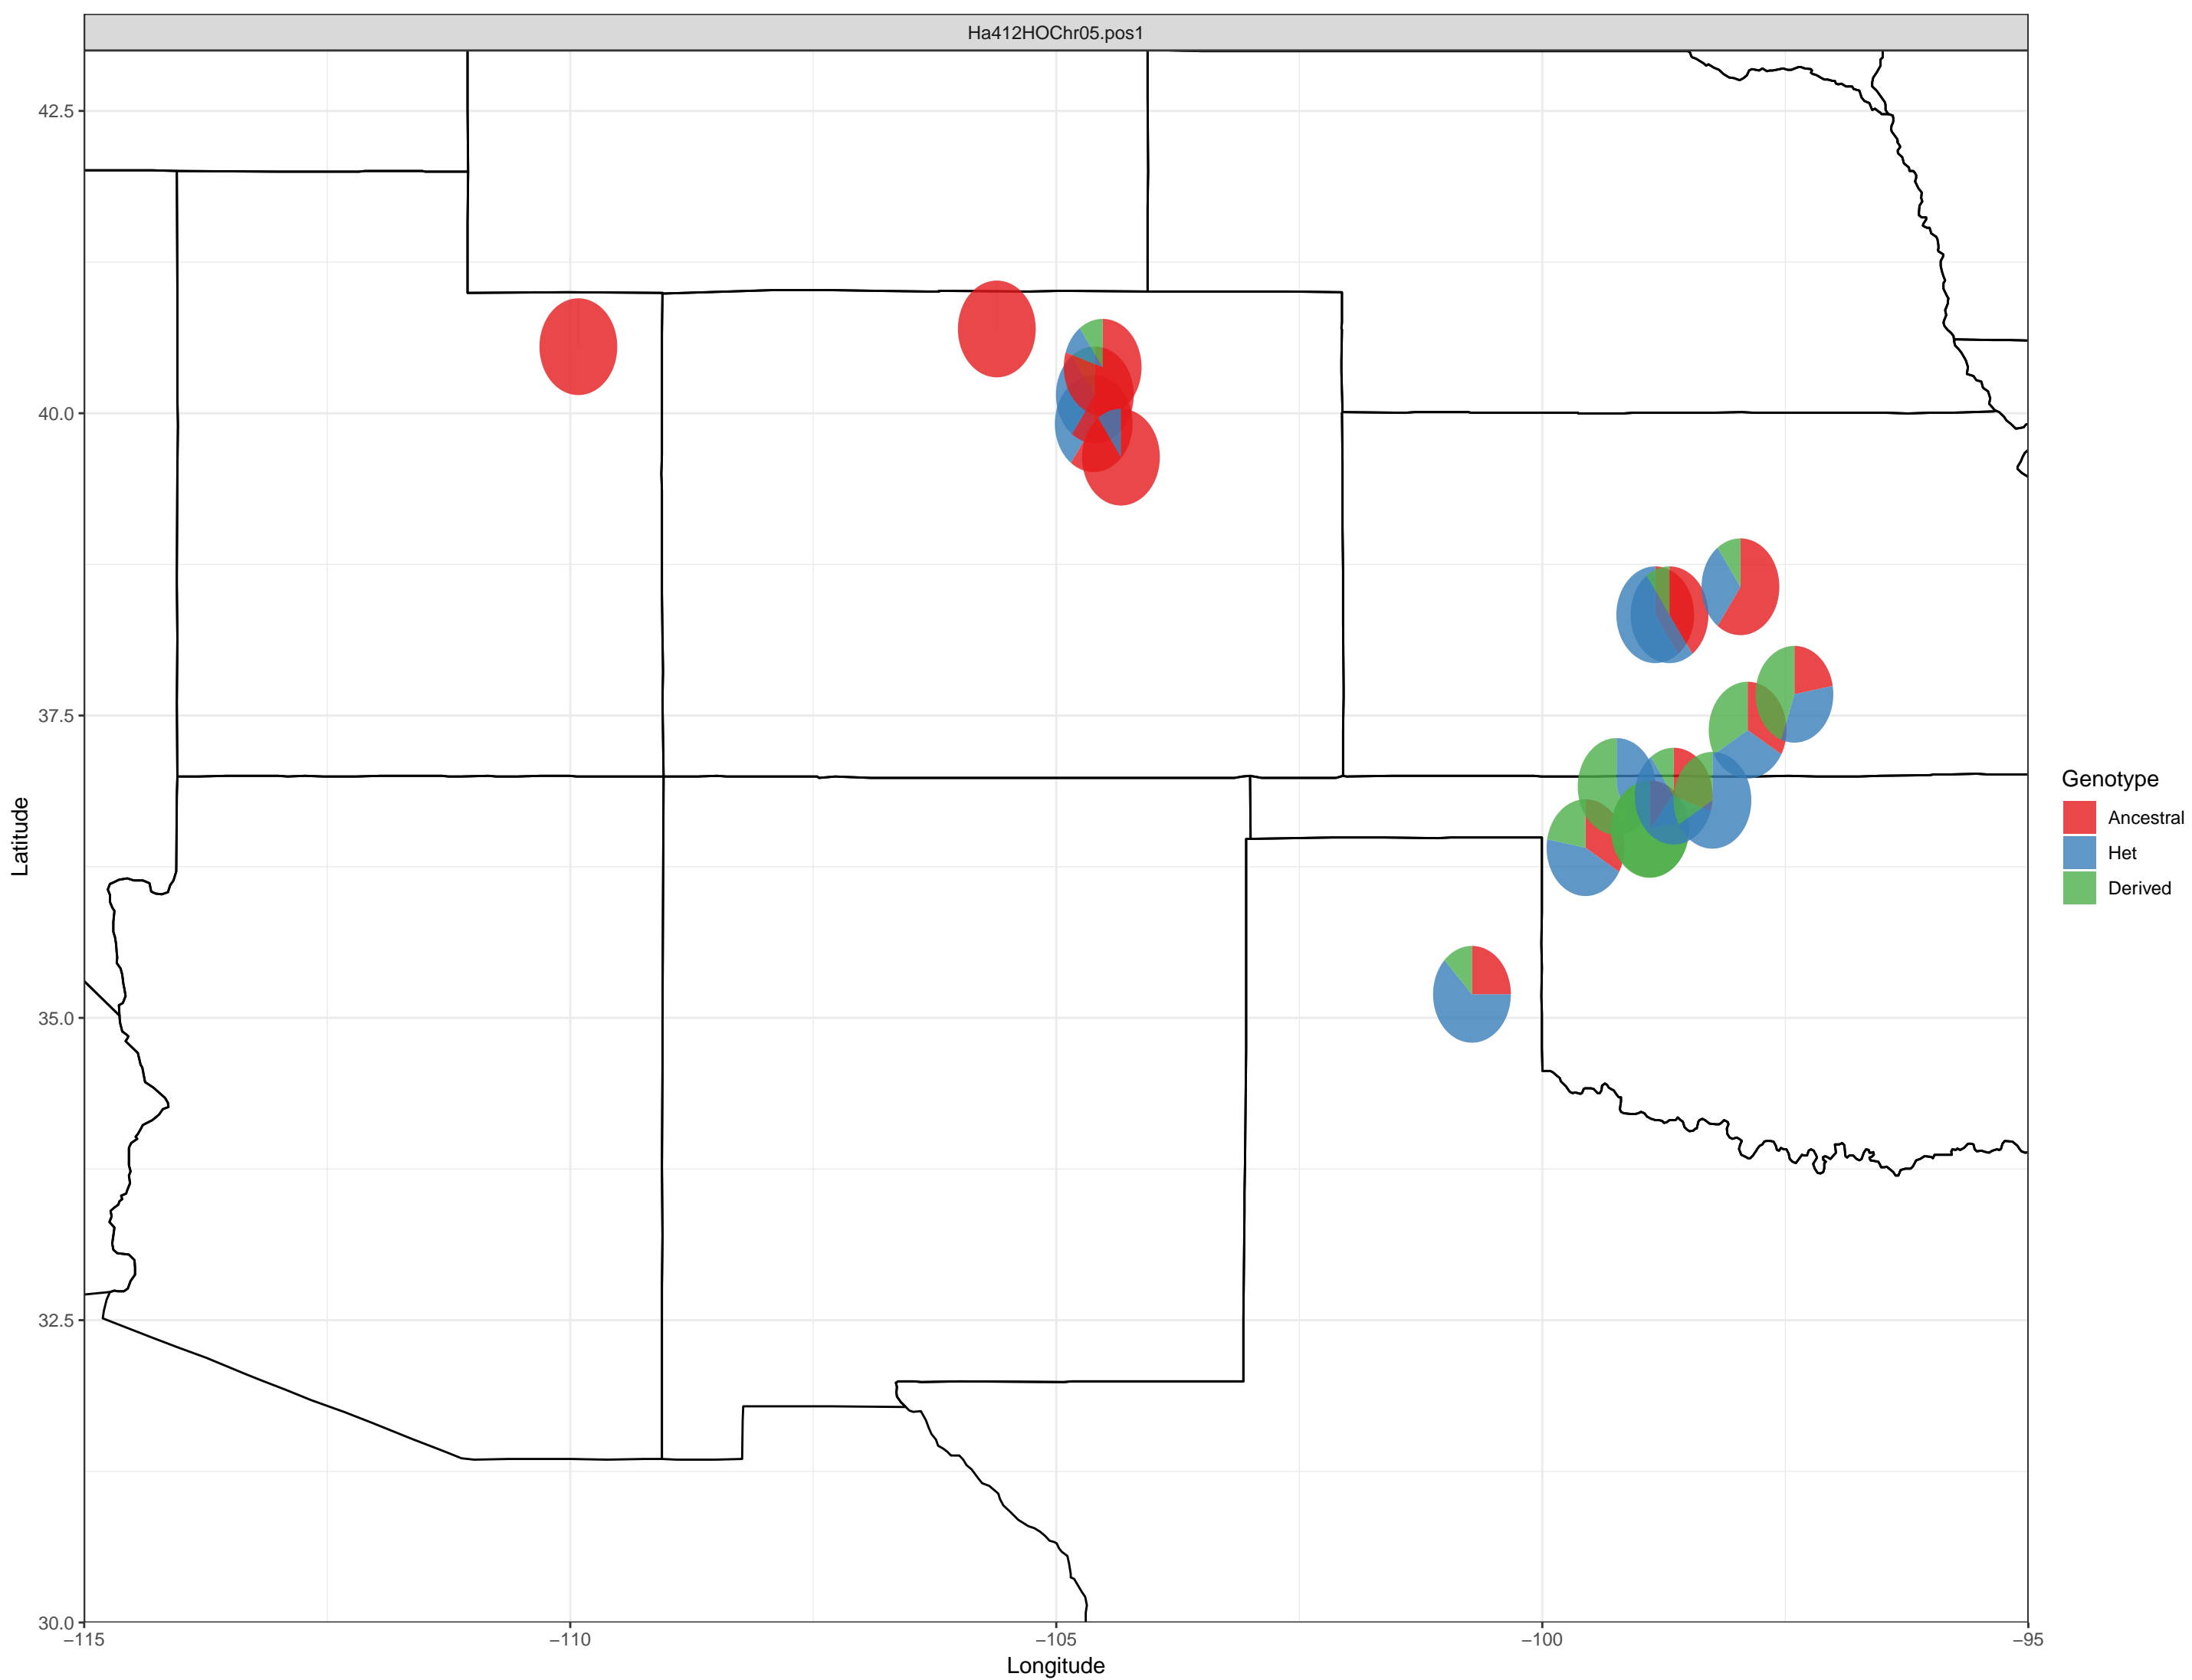 Ha412HOChr05.pos1
42.5
40.0
37.5
35.0
32.5
30.0
Latitude
−115
−110
−105
−100
−95
Longitude
Genotype
Ancestral
Het
Derived